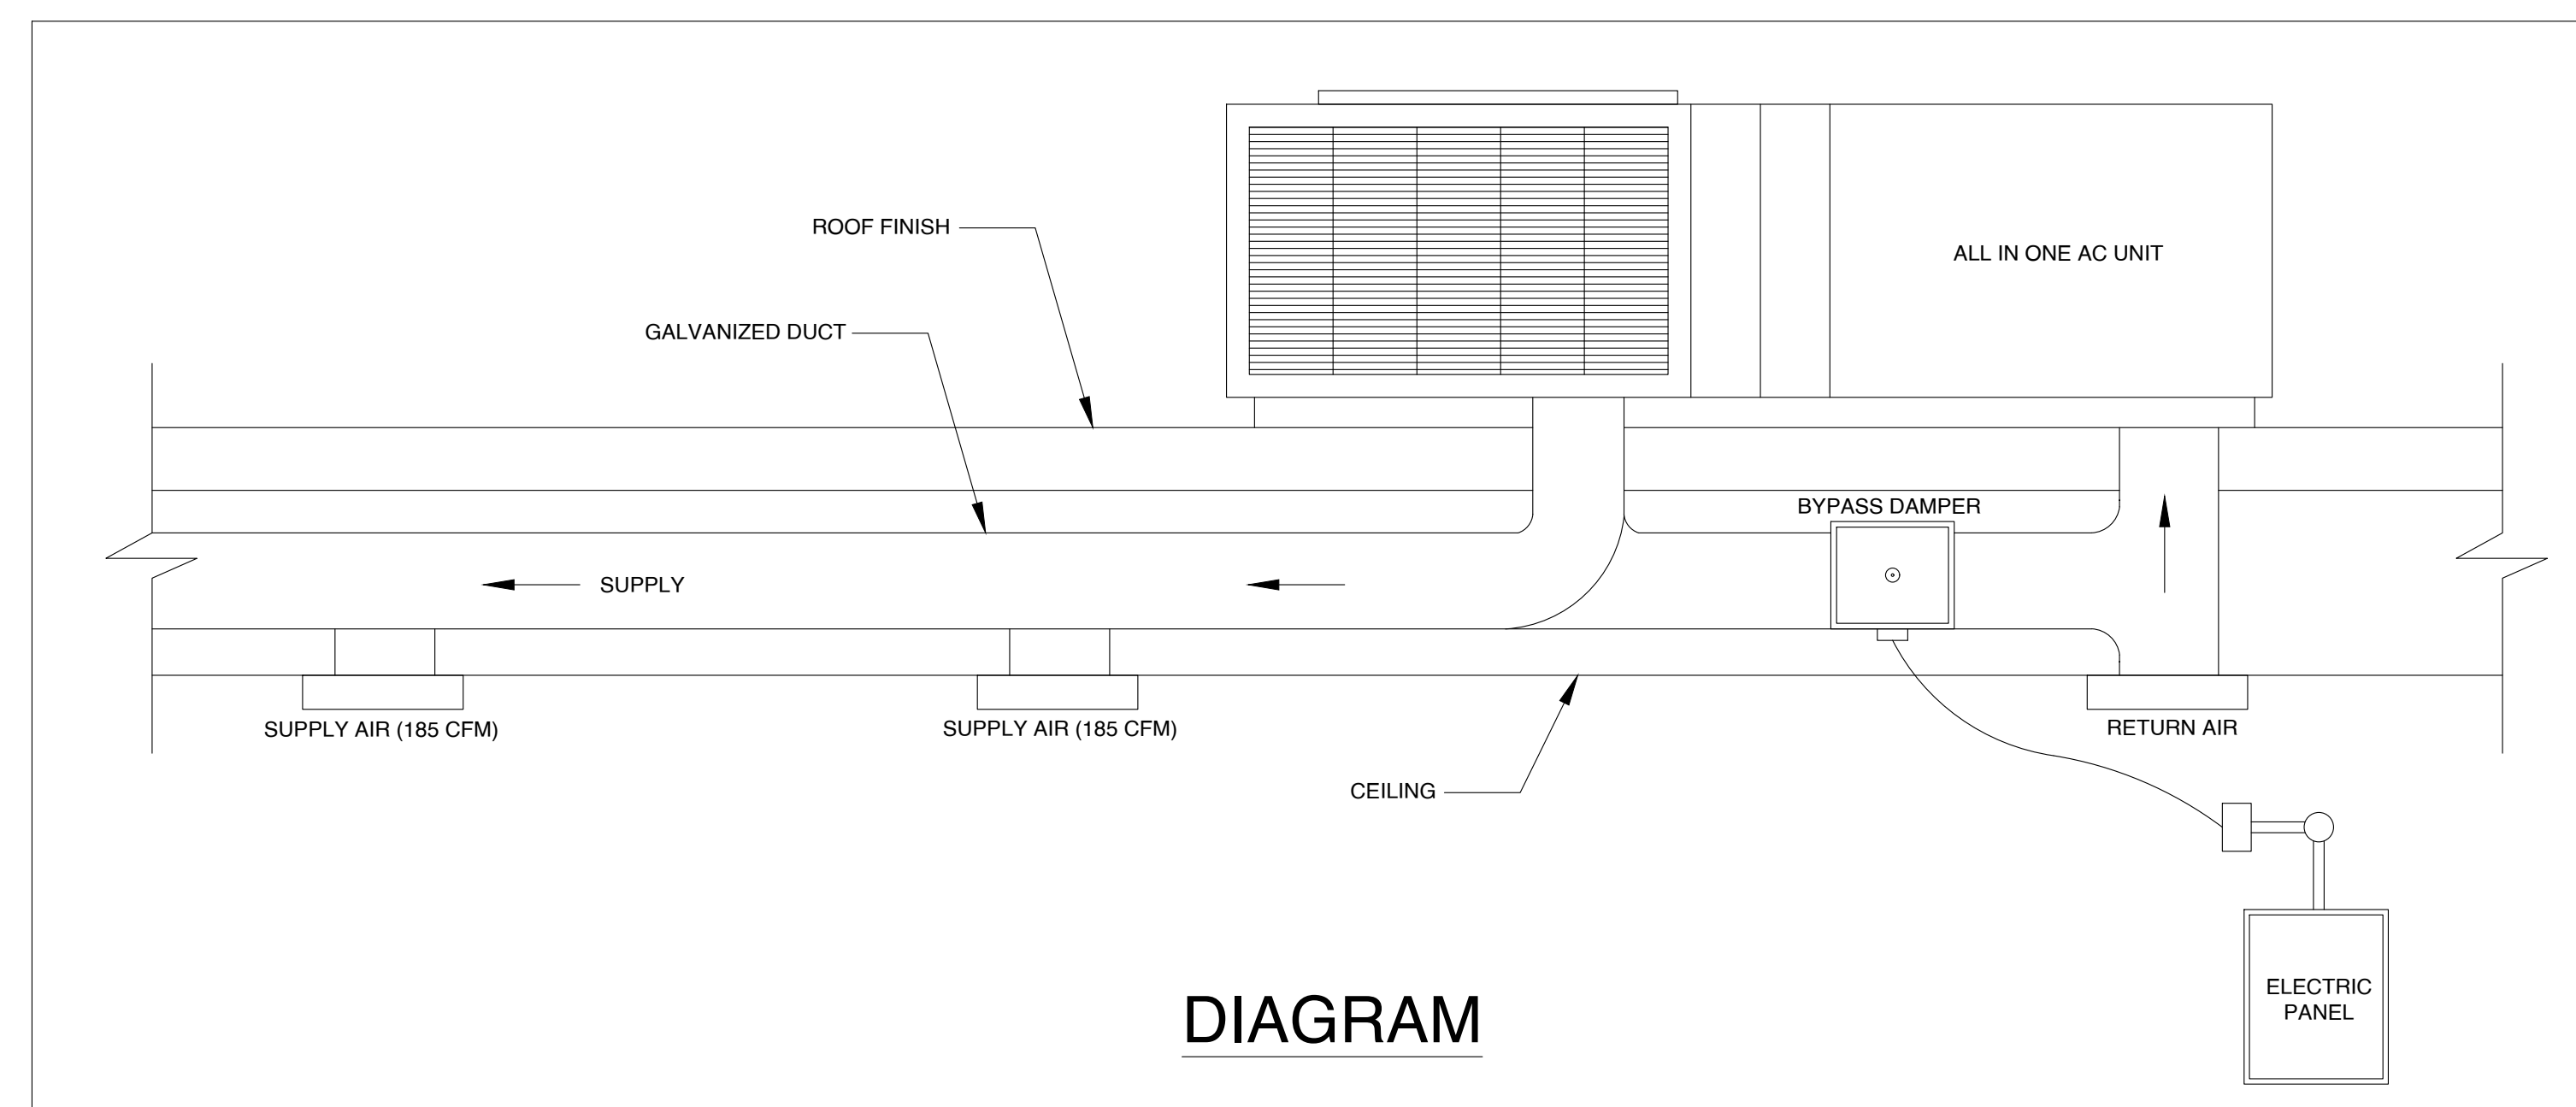 ROOF FINISH
ALL IN ONE AC UNIT
GALVANIZED DUCT
BYPASS DAMPER
SUPPLY
SUPPLY AIR (185 CFM)
SUPPLY AIR (185 CFM)
RETURN AIR
CEILING
ELECTRIC
PANEL
DIAGRAM